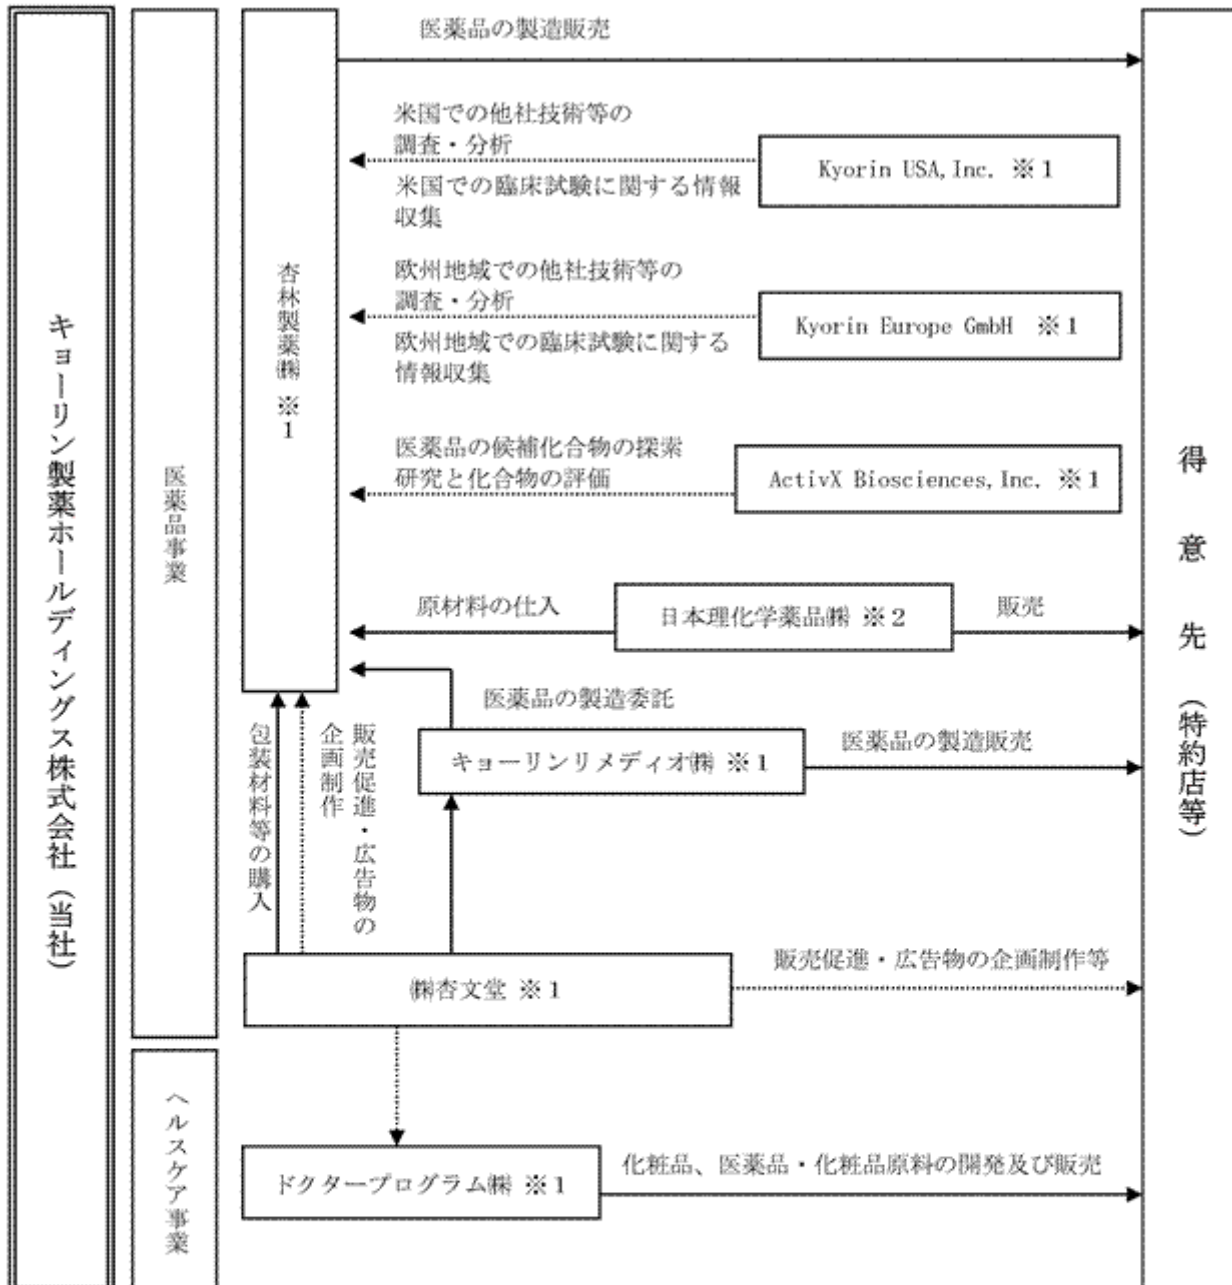 キョーリン製薬ホールディングス株式会社（当社）
医薬品事業
ヘルスケア事業
杏林製薬㈱ ※1
医薬品の製造販売
米国での他社技術等の
調査・分析
米国での臨床試験に関する情報
収集
Kyorin USA,Inc. ※１
欧州地域での他社技術等の
調査・分析
欧州地域での臨床試験に関する
情報収集
Kyorin Europe GmbH ※１
医薬品の候補化合物の探索
研究と化合物の評価
ActivX Biosciences,Inc. ※１
原材料の仕入
日本理化学薬品㈱ ※２
販売
医薬品の製造委託
キョーリンリメディオ㈱ ※１
医薬品の製造販売
包装材料等の購入
販売促進・広告物の
企画制作
㈱杏文堂 ※１
販売促進・広告物の企画制作等
ドクタープログラム㈱ ※１
化粧品、医薬品・化粧品原料の開発及び販売
得意先（特約店等）